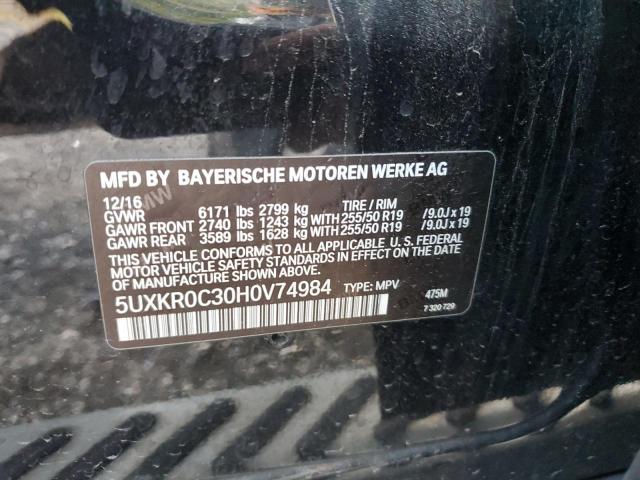 MFD BY BAYERISCHE MOTOREN WERKE AG
12/16 TIRE / RIM
GVWR 6171 lbs 2799 kg
GAWR FRONT 2740 lbs 1243 kg WITH 255/50 R19 /9.0J x 19
GAWR REAR 3589 lbs 1628 kg WITH 255/50 R19 /9.0J x 19
THIS VEHICLE CONFORMS TO ALL APPLICABLE U. S. FEDERAL
MOTOR VEHICLE SAFETY STANDARDS IN EFFECT ON THE DATE
OF MANUFACTURE SHOWN ABOVE.
5UXKR0C30H0V74984 TYPE: MPV 475M
7 320 729